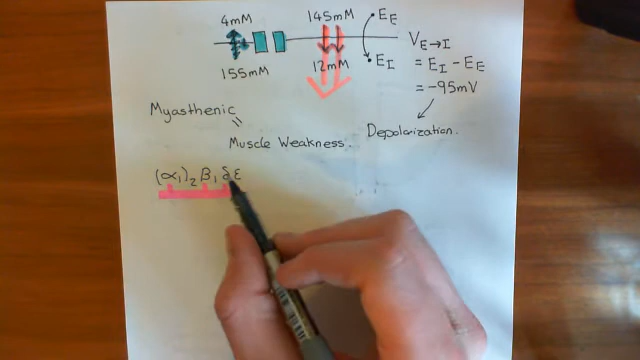 4mM 145mM E_E
155mM 12mM E_I
V_E→I
= E_I - E_E
= -95mV
Depolarization.
Myasthenic
Muscle Weakness.
(α₁)₂ β₁ δ ε